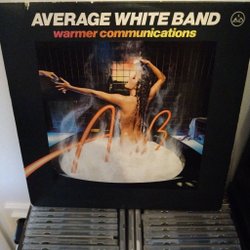 AVERAGE WHITE BAND
warmer communications
AWB